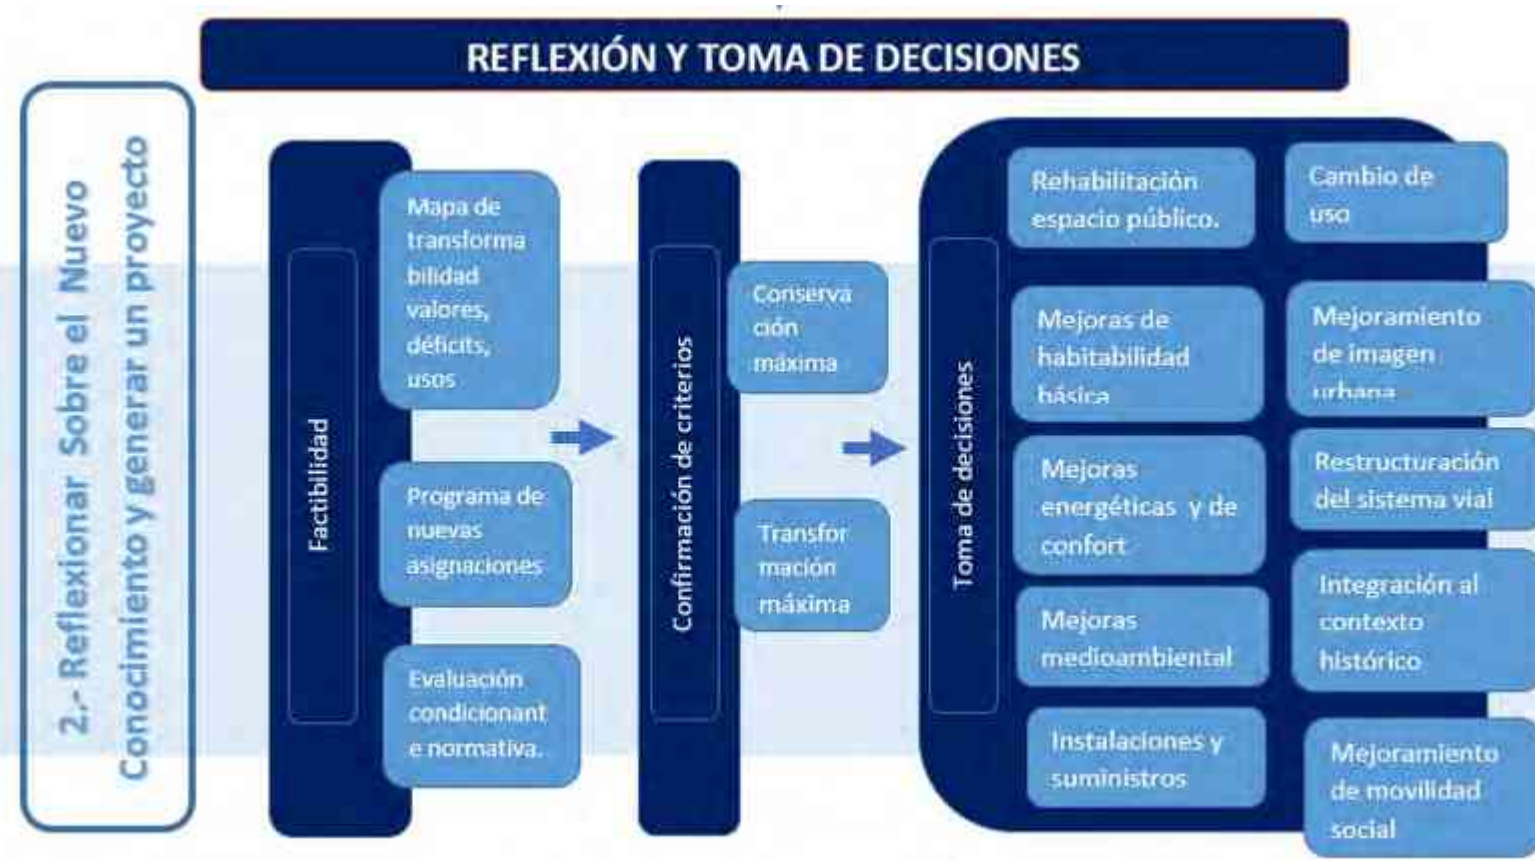 REFLEXIÓN Y TOMA DE DECISIONES
2.- Reflexionar Sobre el Nuevo
Conocimiento y generar un proyecto
Factibilidad
Mapa de
transforma
bilidad
valores,
déficits,
usos
Programa de
nuevas
asignaciones
Evaluación
condicionant
e normativa.
Confirmación de criterios
Conserva
ción
máxima
Transfor
mación
máxima
Toma de decisiones
Rehabilitación
espacio público.
Mejoras de
habitabilidad
básica
Mejoras
energéticas y de
confort
Mejoras
medioambiental
Instalaciones y
suministros
Cambio de
uso
Mejoramiento
de imagen
urbana
Restructuración
del sistema vial
Integración al
contexto
histórico
Mejoramiento
de movilidad
social